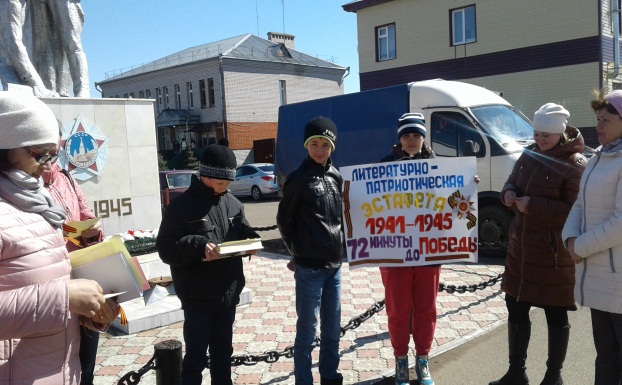 1945
ЛИТЕРАТУРНО-
ПАТРИОТИЧЕСКАЯ
ЭСТАФЕТА
1941-1945
72 МИНУТЫ ДО ПОБЕДЫ